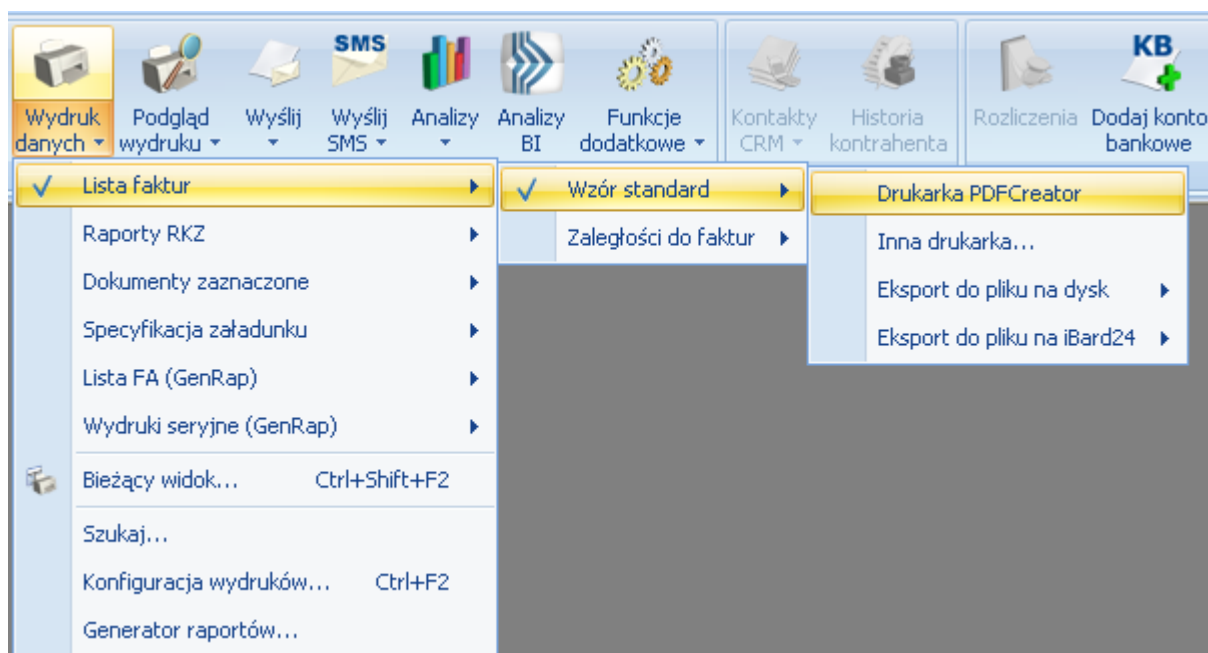 SMS
KB
Wydruk danych
Podgląd wydruku
Wyślij
Wyślij SMS
Analizy
Analizy BI
Funkcje dodatkowe
Kontakty CRM
Historia kontrahenta
Rozliczenia
Dodaj konto bankowe
Lista faktur
Raporty RKZ
Dokumenty zaznaczone
Specyfikacja załadunku
Lista FA (GenRap)
Wydruki seryjne (GenRap)
Bieżący widok... Ctrl+Shift+F2
Szukaj...
Konfiguracja wydruków... Ctrl+F2
Generator raportów...
Wzór standard
Zaległości do faktur
Drukarka PDFCreator
Inna drukarka...
Eksport do pliku na dysk
Eksport do pliku na iBard24